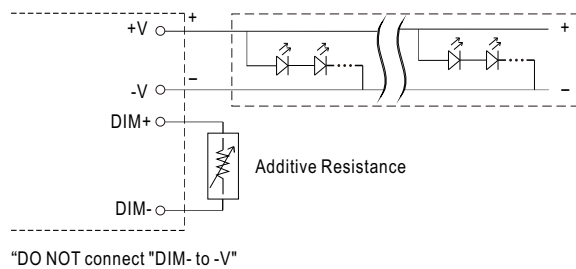 +V
+
+
-V
−
−
DIM+
Additive Resistance
DIM-
“DO NOT connect "DIM- to -V"